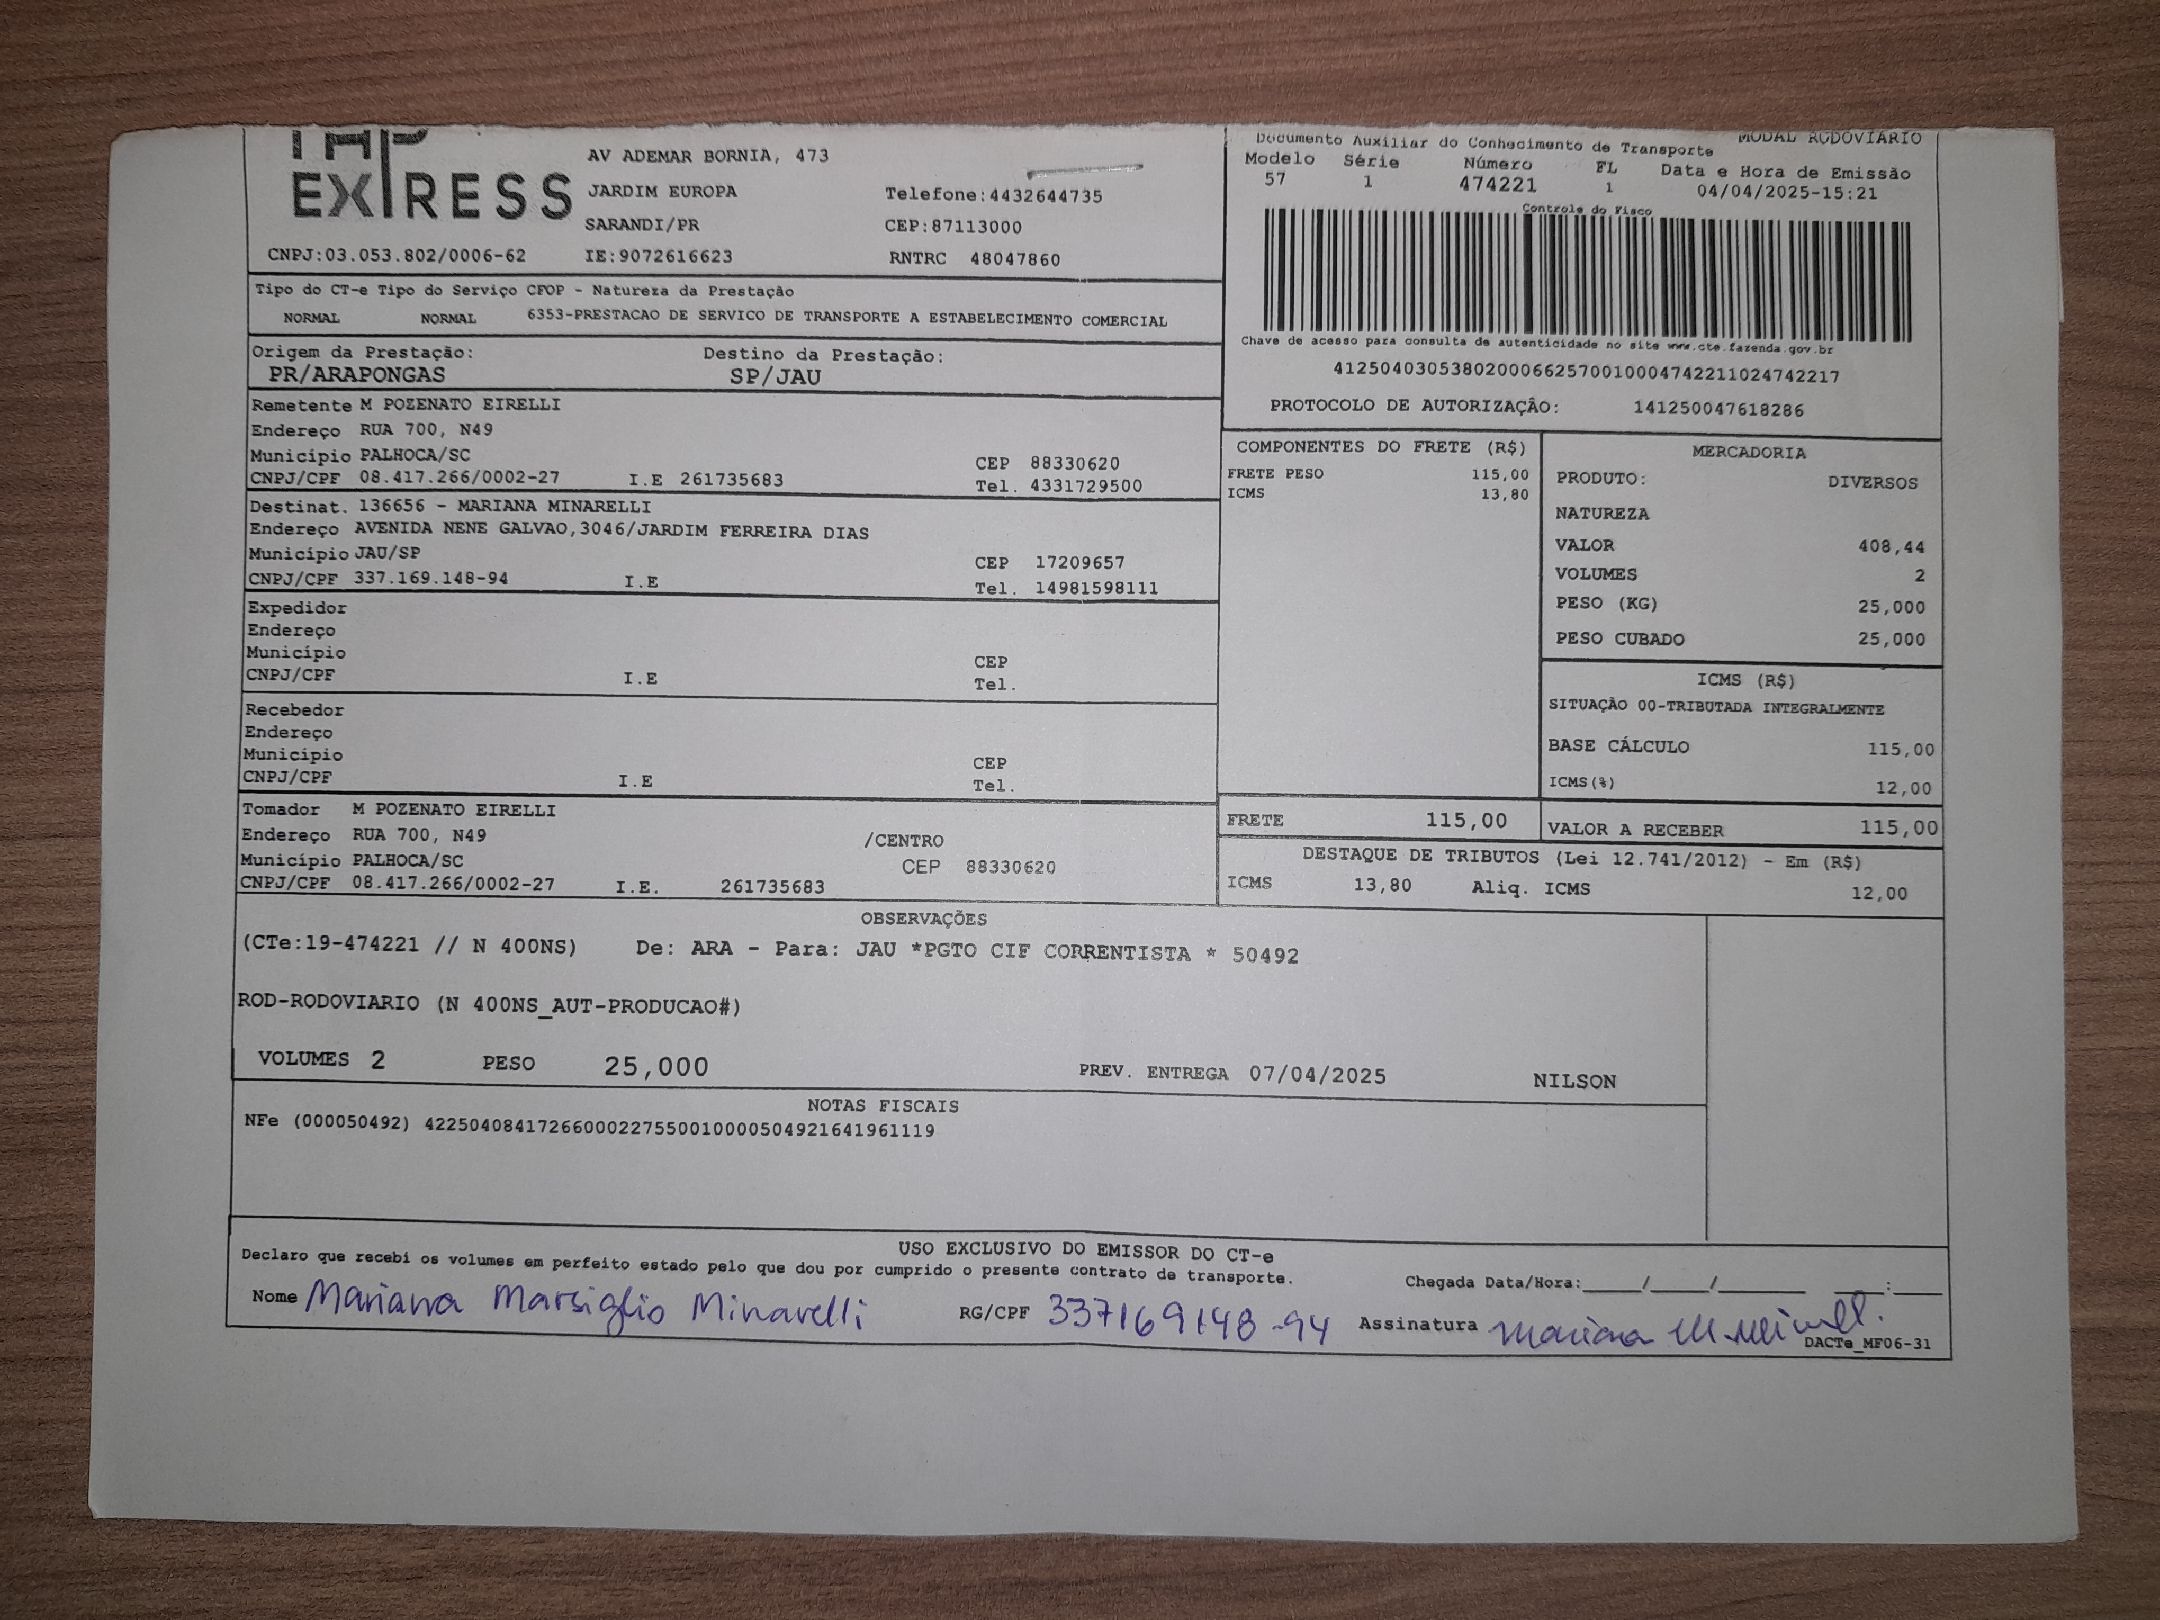 TAP
EXPRESS
CNPJ:03.053.802/0006-62
AV ADEMAR BORNIA, 473
JARDIM EUROPA
SARANDI/PR
IE:9072616623
Telefone:4432644735
CEP:87113000
RNTRC 48047860
Documento Auxiliar do Conhecimento de Transporte MODAL RODOVIÁRIO
Modelo Série Número FL Data e Hora de Emissão
57 1 474221 1 04/04/2025-15:21
Controle do Fisco
Chave de acesso para consulta de autenticidade no site www.cte.fazenda.gov.br
41250403053802000662570010004742211024742217
PROTOCOLO DE AUTORIZAÇÃO: 141250047618286
Tipo do CT-e Tipo do Serviço CFOP - Natureza da Prestação
NORMAL NORMAL 6353-PRESTACAO DE SERVICO DE TRANSPORTE A ESTABELECIMENTO COMERCIAL
Origem da Prestação: Destino da Prestação:
PR/ARAPONGAS SP/JAU
Remetente M POZENATO EIRELLI
Endereço RUA 700, N49
Município PALHOCA/SC CEP 88330620
CNPJ/CPF 08.417.266/0002-27 I.E 261735683 Tel. 4331729500
Destinat. 136656 - MARIANA MINARELLI
Endereço AVENIDA NENE GALVAO,3046/JARDIM FERREIRA DIAS
Município JAU/SP CEP 17209657
CNPJ/CPF 337.169.148-94 I.E Tel. 14981598111
Expedidor
Endereço
Município CEP
CNPJ/CPF I.E Tel.
Recebedor
Endereço
Município CEP
CNPJ/CPF I.E Tel.
Tomador M POZENATO EIRELLI
Endereço RUA 700, N49 /CENTRO
Município PALHOCA/SC CEP 88330620
CNPJ/CPF 08.417.266/0002-27 I.E. 261735683
COMPONENTES DO FRETE (R$)
FRETE PESO 115,00
ICMS 13,80
MERCADORIA
PRODUTO: DIVERSOS
NATUREZA
VALOR 408,44
VOLUMES 2
PESO (KG) 25,000
PESO CUBADO 25,000
ICMS (R$)
SITUAÇÃO 00-TRIBUTADA INTEGRALMENTE
BASE CÁLCULO 115,00
ICMS(%) 12,00
FRETE 115,00 VALOR A RECEBER 115,00
DESTAQUE DE TRIBUTOS (Lei 12.741/2012) - Em (R$)
ICMS 13,80 Aliq. ICMS 12,00
OBSERVAÇÕES
(CTe:19-474221 // N 400NS) De: ARA - Para: JAU *PGTO CIF CORRENTISTA * 50492
ROD-RODOVIARIO (N 400NS_AUT-PRODUCAO#)
VOLUMES 2 PESO 25,000 PREV. ENTREGA 07/04/2025 NILSON
NOTAS FISCAIS
NFe (000050492) 42250408417266000227550010000504921641961119
USO EXCLUSIVO DO EMISSOR DO CT-e
Declaro que recebi os volumes em perfeito estado pelo que dou por cumprido o presente contrato de transporte. Chegada Data/Hora:_____/_____/________ ____:____
Nome Mariana Marsiglio Minarelli RG/CPF 337169148-94 Assinatura Mariana M. Minarelli
DACTe_MF06-31